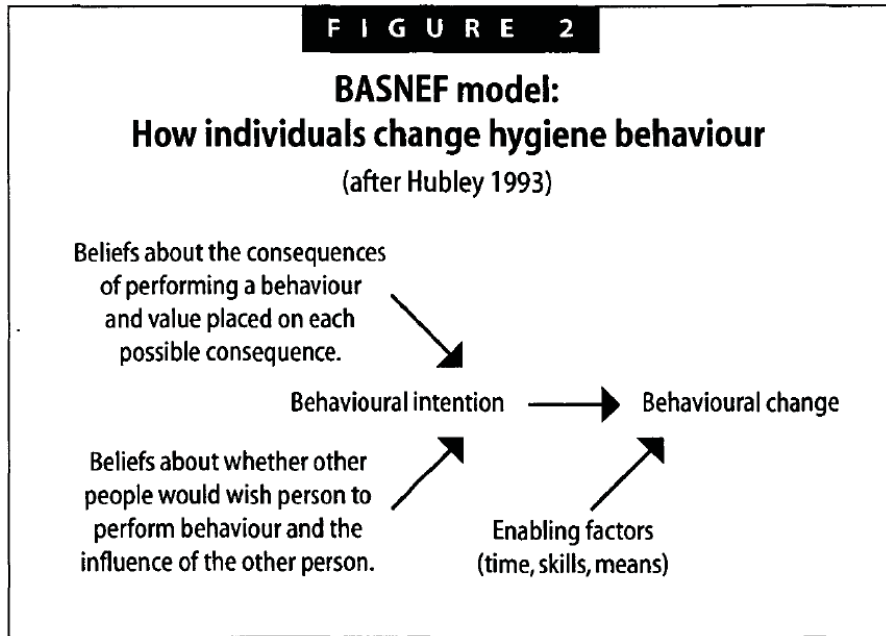 FIGURE 2
BASNEF model:
How individuals change hygiene behaviour
(after Hubley 1993)
Beliefs about the consequences
of performing a behaviour
and value placed on each
possible consequence.
Behavioural intention
Behavioural change
Beliefs about whether other
people would wish person to
perform behaviour and the
influence of the other person.
Enabling factors
(time, skills, means)